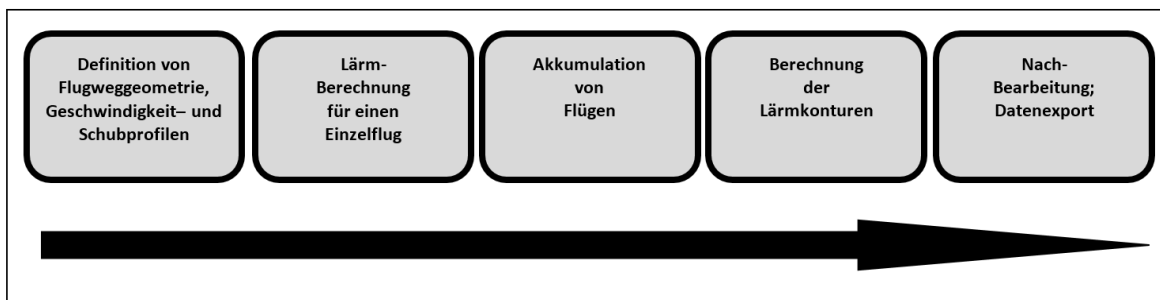 Definition von
Flugweggeometrie,
Geschwindigkeit– und
Schubprofilen
Lärm-
Berechnung
für einen
Einzelflug
Akkumulation
von
Flügen
Berechnung
der
Lärmkonturen
Nach-
Bearbeitung;
Datenexport